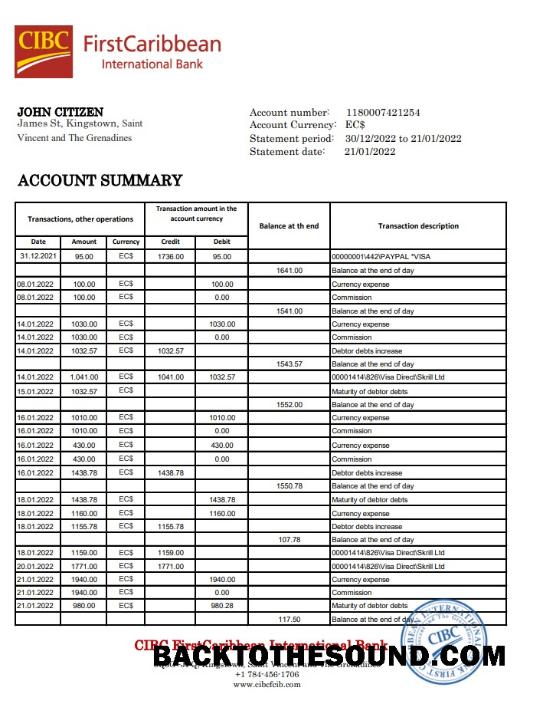 CIBC FirstCaribbean
International Bank
JOHN CITIZEN
James St, Kingstown, Saint
Vincent and The Grenadines
Account number: 1180007421254
Account Currency: EC$
Statement period: 30/12/2022 to 21/01/2022
Statement date: 21/01/2022
ACCOUNT SUMMARY
Transactions, other operations Transaction amount in the account currency Balance at th end Transaction description
Date Amount Currency Credit Debit
31.12.2021 95.00 EC$ 1736.00 95.00 00000001\442\PAYPAL *VISA
1641.00 Balance at the end of day
08.01.2022 100.00 EC$ 100.00 Currency expense
08.01.2022 100.00 EC$ 0.00 Commission
1541.00 Balance at the end of day
14.01.2022 1030.00 EC$ 1030.00 Currency expense
14.01.2022 1030.00 EC$ 0.00 Commission
14.01.2022 1032.57 EC$ 1032.57 Debtor debts increase
1543.57 Balance at the end of day
14.01.2022 1.041.00 EC$ 1041.00 1032.57 00001414\826\Visa Direct\Skrill Ltd
15.01.2022 1032.57 EC$ Maturity of debtor debts
1552.00 Balance at the end of day
16.01.2022 1010.00 EC$ 1010.00 Currency expense
16.01.2022 1010.00 EC$ 0.00 Commission
16.01.2022 430.00 EC$ 430.00 Currency expense
16.01.2022 430.00 EC$ 0.00 Commission
16.01.2022 1438.78 EC$ 1438.78 Debtor debts increase
1550.78 Balance at the end of day
18.01.2022 1438.78 EC$ 1438.78 Maturity of debtor debts
18.01.2022 1160.00 EC$ 1160.00 Currency expense
18.01.2022 1155.78 EC$ 1155.78 Debtor debts increase
107.78 Balance at the end of day
18.01.2022 1159.00 EC$ 1159.00 00001414\826\Visa Direct\Skrill Ltd
20.01.2022 1771.00 EC$ 1771.00 00001414\826\Visa Direct\Skrill Ltd
21.01.2022 1940.00 EC$ 1940.00 Currency expense
21.01.2022 1940.00 EC$ 0.00 Commission
21.01.2022 980.00 EC$ 980.28 Maturity of debtor debts
117.50 Balance at the end of day
CIBC FirstCaribbean International Bank
BACKTOTHESOUND.COM
Saint Vincent and The Grenadines
+1 784-456-1706
www.cibcfcib.com
CIBC